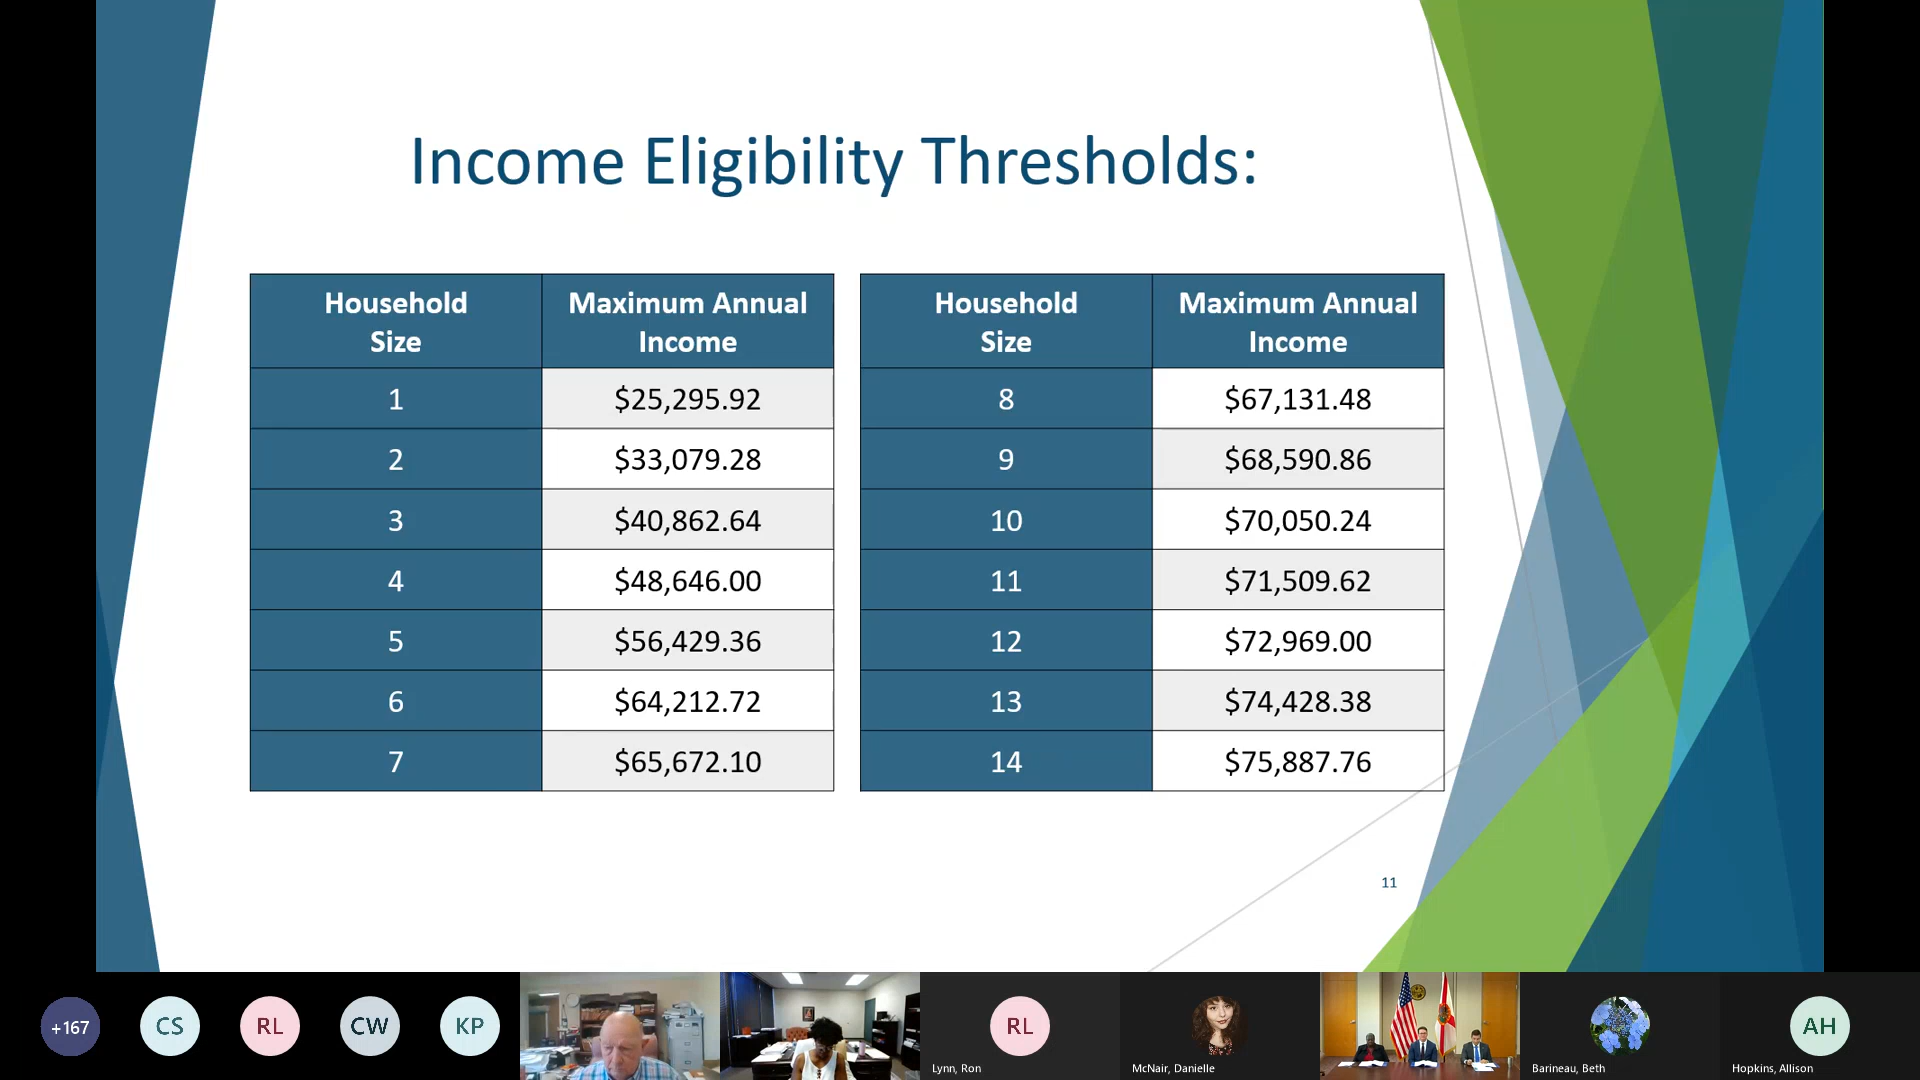 Income Eligibility Thresholds:
Household Size
Maximum Annual Income
Household Size
Maximum Annual Income
1 $25,295.92 8 $67,131.48
2 $33,079.28 9 $68,590.86
3 $40,862.64 10 $70,050.24
4 $48,646.00 11 $71,509.62
5 $56,429.36 12 $72,969.00
6 $64,212.72 13 $74,428.38
7 $65,672.10 14 $75,887.76
11
+167 CS RL CW KP RL AH
Lynn, Ron McNair, Danielle Barineau, Beth Hopkins, Allison